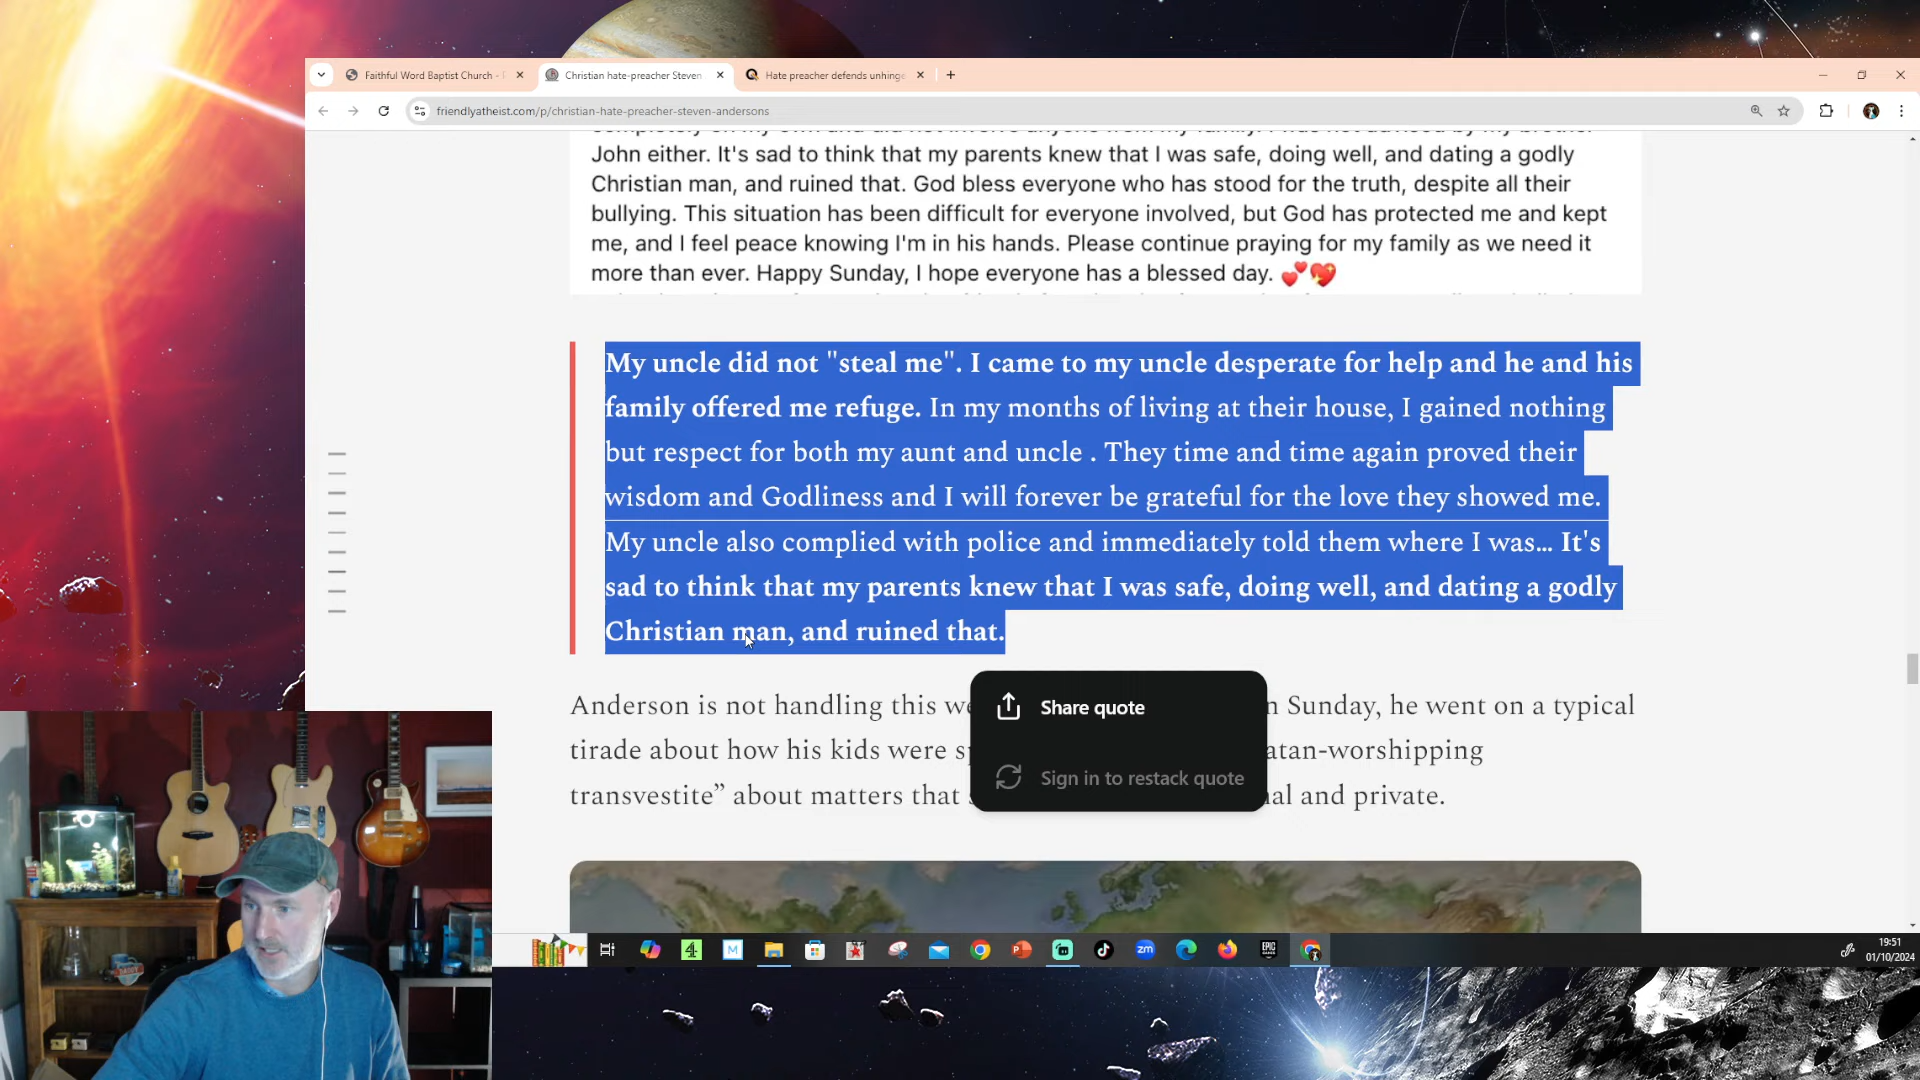 Faithful Word Baptist Church -
Christian hate-preacher Steven
Hate preacher defends unhinge
friendlyatheist.com/p/christian-hate-preacher-steven-andersons
John either. It's sad to think that my parents knew that I was safe, doing well, and dating a godly
Christian man, and ruined that. God bless everyone who has stood for the truth, despite all their
bullying. This situation has been difficult for everyone involved, but God has protected me and kept
me, and I feel peace knowing I'm in his hands. Please continue praying for my family as we need it
more than ever. Happy Sunday, I hope everyone has a blessed day. 💕💖
My uncle did not "steal me". I came to my uncle desperate for help and he and his
family offered me refuge. In my months of living at their house, I gained nothing
but respect for both my aunt and uncle . They time and time again proved their
wisdom and Godliness and I will forever be grateful for the love they showed me.
My uncle also complied with police and immediately told them where I was... It's
sad to think that my parents knew that I was safe, doing well, and dating a godly
Christian man, and ruined that.
Anderson is not handling this we
n Sunday, he went on a typical
tirade about how his kids were s
atan-worshipping
transvestite” about matters that
al and private.
Share quote
Sign in to restack quote
4
M
zm
EPIC
19:51
01/10/2024